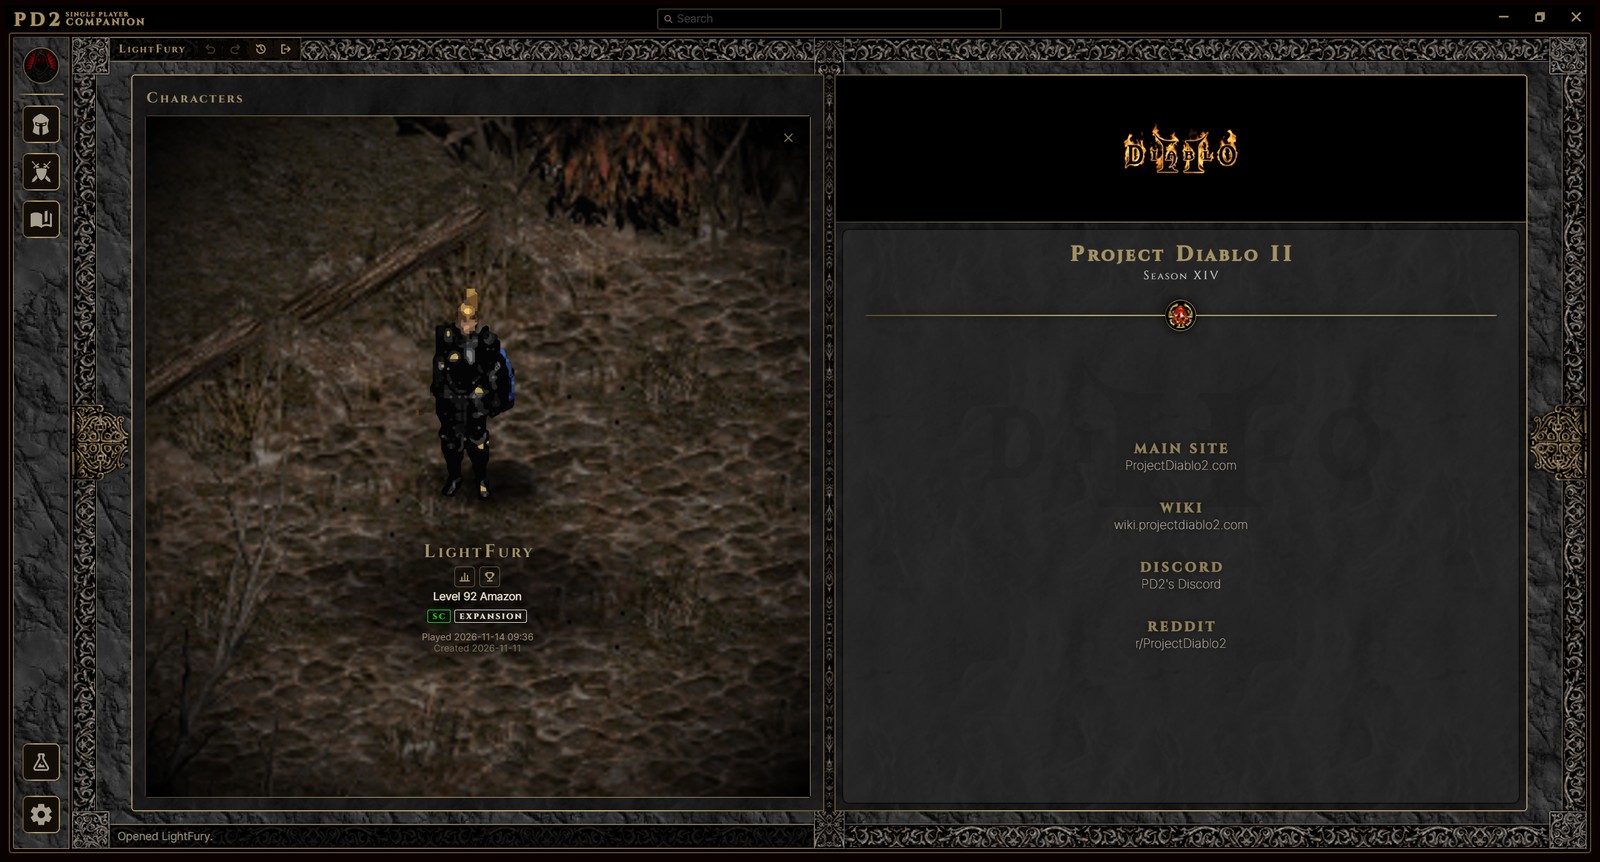 PD2 SINGLE PLAYER
COMPANION
Search
LightFury
Characters
DIABLO II
Project Diablo II
Season XIV
MAIN SITE
ProjectDiablo2.com
WIKI
wiki.projectdiablo2.com
DISCORD
PD2's Discord
REDDIT
r/ProjectDiablo2
LightFury
Level 92 Amazon
SC EXPANSION
Played 2026-11-14 09:36
Created 2026-11-11
Opened LightFury.